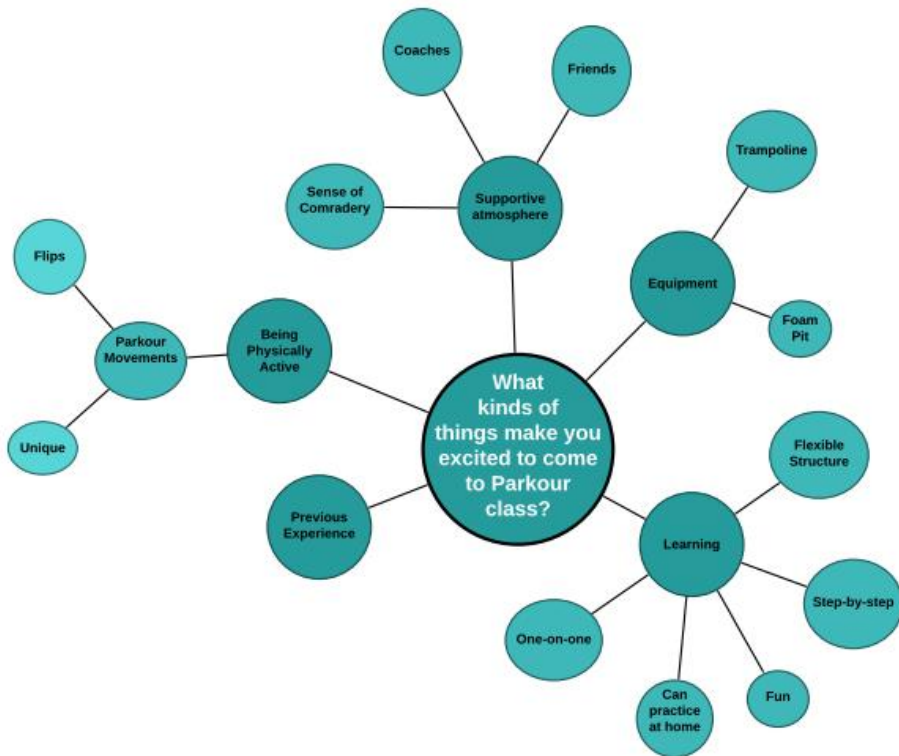 Coaches
Friends
Trampoline
Sense of
Comradery
Supportive
atmosphere
Flips
Equipment
Foam
Pit
Being
Physically
Active
Parkour
Movements
What
kinds of
things make you
excited to come
to Parkour
class?
Unique
Flexible
Structure
Previous
Experience
Learning
Step-by-step
One-on-one
Can
practice
at home
Fun